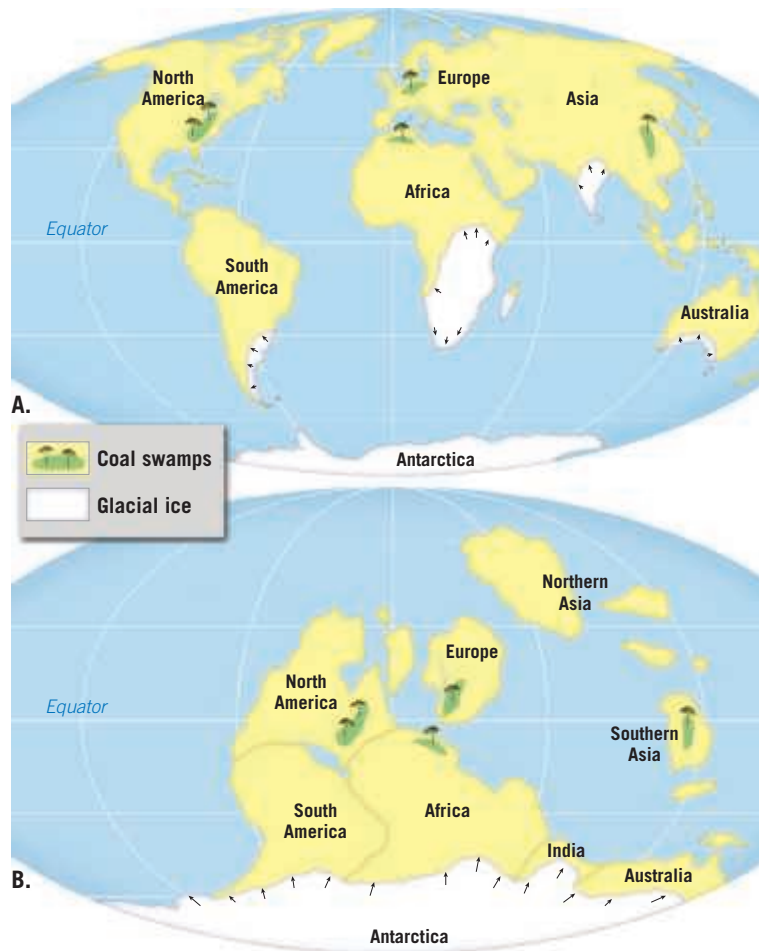 North
America
Europe
Asia
Africa
Equator
South
America
Australia
A.
Antarctica
Coal swamps
Glacial ice
Northern
Asia
Europe
North
America
Equator
Southern
Asia
South
America
Africa
India
Australia
B.
Antarctica